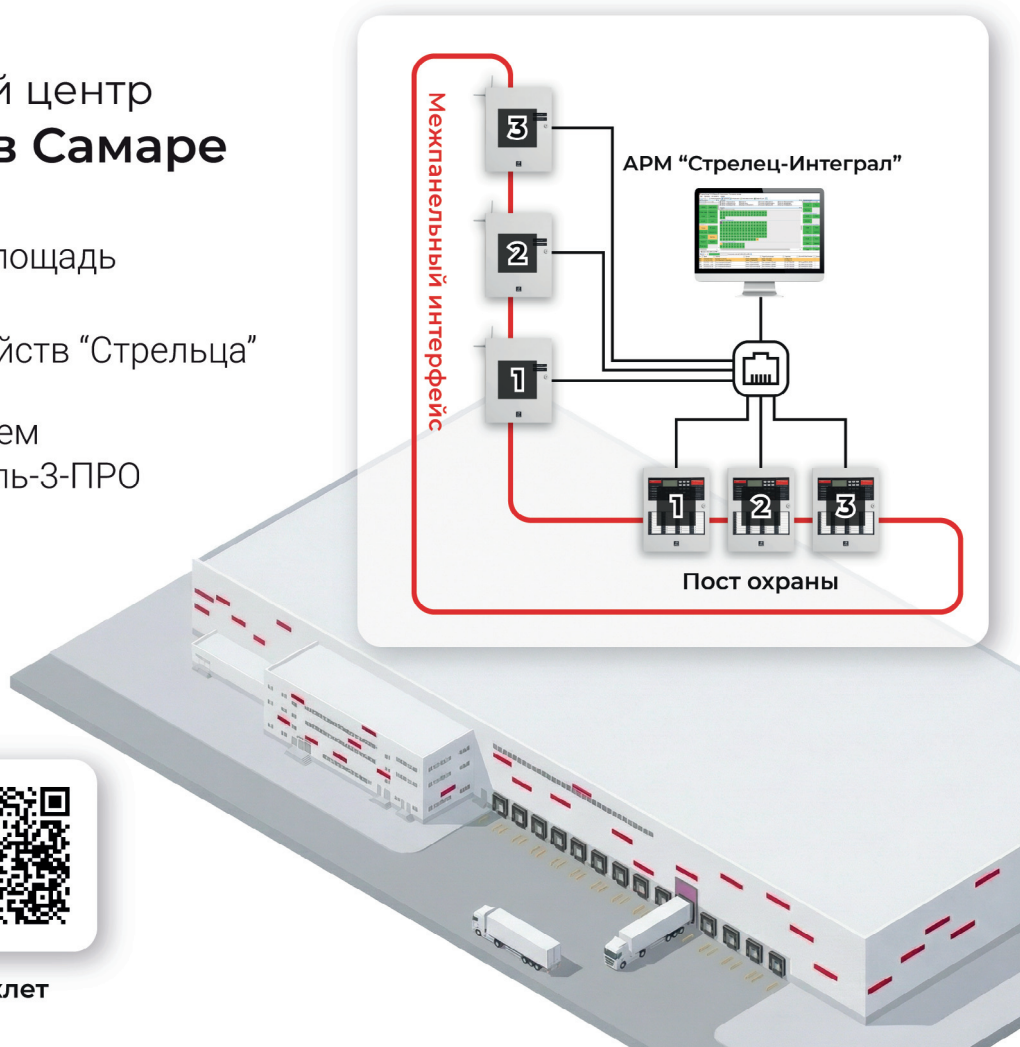 й центр
в Самаре
лощадь
йств “Стрельца”
ем
ль-3-ПРО
клет
Межпанельный интерфейс
3
2
1
АРМ “Стрелец-Интеграл”
1
2
3
Пост охраны